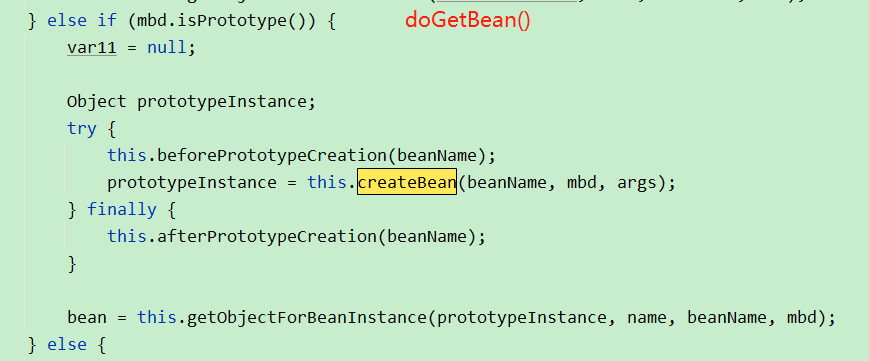 } else if (mbd.isPrototype()) { doGetBean()
var11 = null;
Object prototypeInstance;
try {
this.beforePrototypeCreation(beanName);
prototypeInstance = this.createBean(beanName, mbd, args);
} finally {
this.afterPrototypeCreation(beanName);
}
bean = this.getObjectForBeanInstance(prototypeInstance, name, beanName, mbd);
} else {